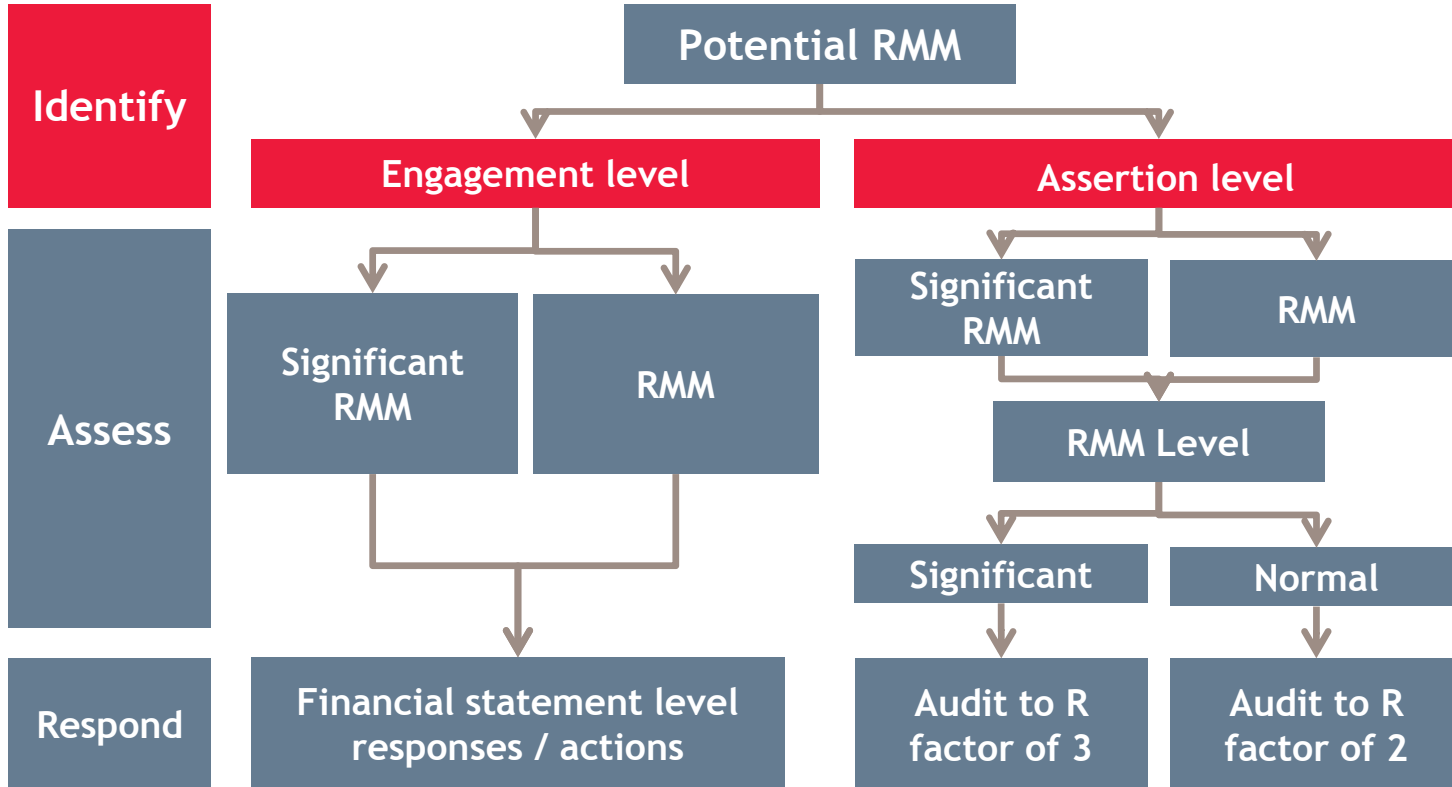 Identify
Potential RMM
Engagement level
Assertion level
Assess
Significant
RMM
RMM
Significant
RMM
RMM
RMM Level
Significant
Normal
Respond
Financial statement level
responses / actions
Audit to R
factor of 3
Audit to R
factor of 2